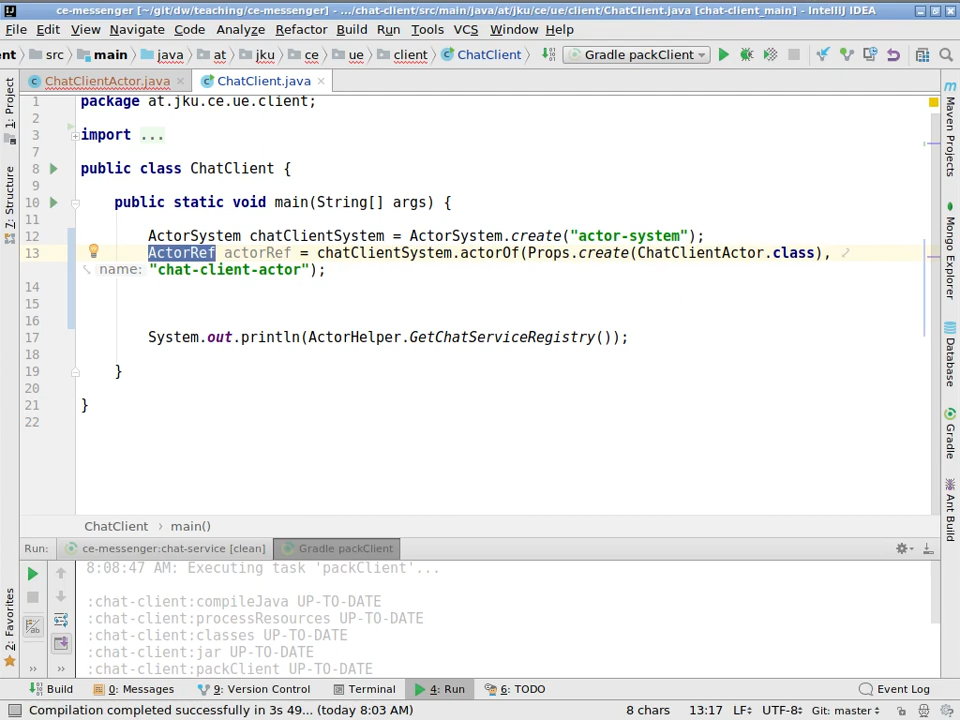 ce-messenger [~/git/dw/teaching/ce-messenger] - .../chat-client/src/main/java/at/jku/ce/ue/client/ChatClient.java [chat-client_main] - IntelliJ IDEA
File Edit View Navigate Code Analyze Refactor Build Run Tools VCS Window Help
nt src main java at jku ce ue client ChatClient Gradle packClient
ChatClientActor.java ChatClient.java
1 package at.jku.ce.ue.client;
2
3 import ...
7
8 public class ChatClient {
9
10 public static void main(String[] args) {
11
12 ActorSystem chatClientSystem = ActorSystem.create("actor-system");
13 ActorRef actorRef = chatClientSystem.actorOf(Props.create(ChatClientActor.class),
name: "chat-client-actor");
14
15
16
17 System.out.println(ActorHelper.GetChatServiceRegistry());
18
19 }
20
21 }
22
1: Project
7: Structure
2: Favorites
Maven Projects
Mongo Explorer
Database
Gradle
Ant Build
ChatClient › main()
Run: ce-messenger:chat-service [clean] Gradle packClient
8:08:47 AM: Executing task 'packClient'...
:chat-client:compileJava UP-TO-DATE
:chat-client:processResources UP-TO-DATE
:chat-client:classes UP-TO-DATE
:chat-client:jar UP-TO-DATE
:chat-client:packClient UP-TO-DATE
Build 0: Messages 9: Version Control Terminal 4: Run 6: TODO Event Log
Compilation completed successfully in 3s 49... (today 8:03 AM) 8 chars 13:17 LF÷ UTF-8÷ Git: master÷